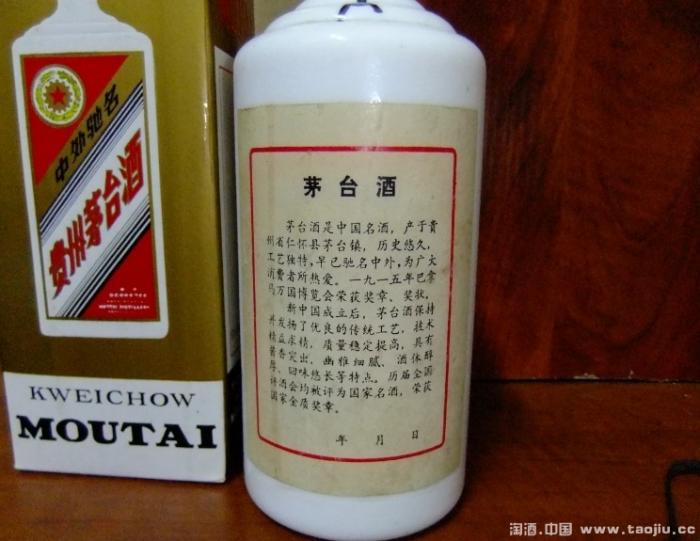 中外驰名
贵州茅台酒
KWEICHOW
MOUTAI
茅台酒
茅台酒是中国名酒，产于贵
州省仁怀县茅台镇，历史悠久，
工艺独特，早已驰名中外，为广大
消费者所热爱。一九一五年巴拿
马万国博览会荣获奖章、奖状。
新中国成立后，茅台酒保持
并发扬了优良的传统工艺，技术
精益求精，质量稳定提高，具有
酱香突出、幽雅细腻、酒体醇
厚、回味悠长等特点。历届全国
评酒会均被评为国家名酒，荣获
国家金质奖章。
年 月 日
淘酒.中国 www.taojiu.cc